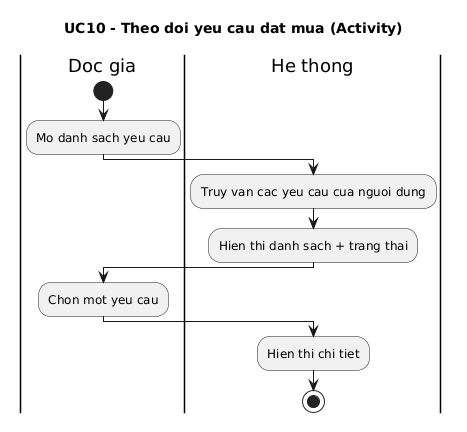 UC10 - Theo doi yeu cau dat mua (Activity)
Doc gia
He thong
Mo danh sach yeu cau
Truy van cac yeu cau cua nguoi dung
Hien thi danh sach + trang thai
Chon mot yeu cau
Hien thi chi tiet